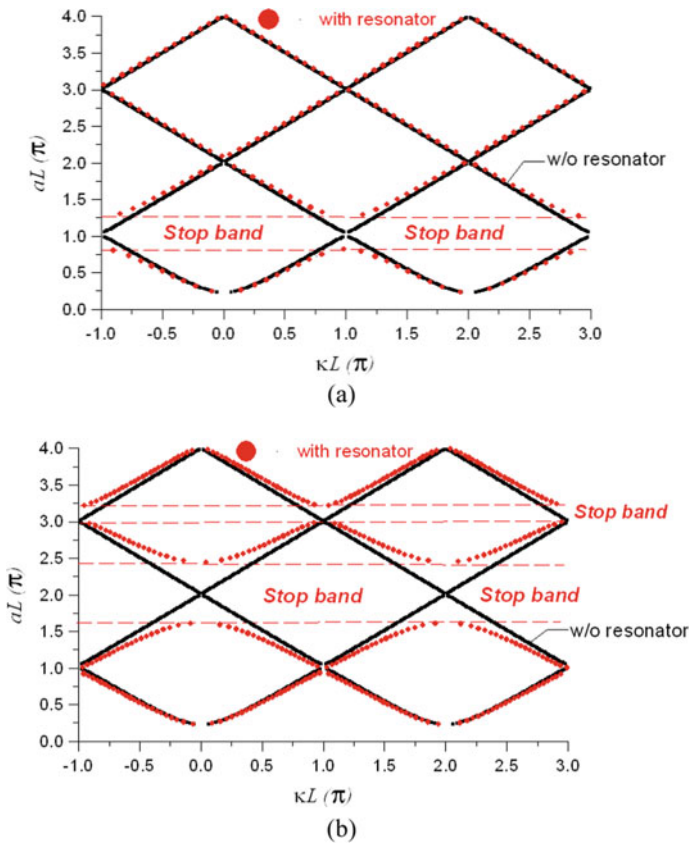 with resonator
4.0
3.5
3.0
2.5
2.0
1.5
1.0
0.5
0.0
aL (π)
w/o resonator
Stop band Stop band
-1.0 -0.5 0.0 0.5 1.0 1.5 2.0 2.5 3.0
κL (π)
(a)
with resonator
4.0
3.5
3.0
2.5
2.0
1.5
1.0
0.5
0.0
aL (π)
Stop band
Stop band Stop band
w/o resonator
-1.0 -0.5 0.0 0.5 1.0 1.5 2.0 2.5 3.0
κL (π)
(b)